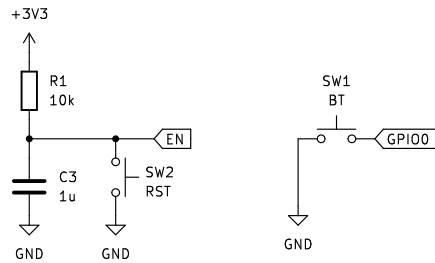 +3V3
R1
10k
EN
C3
1u
SW2
RST
GND
GND
SW1
BT
GPIO0
GND